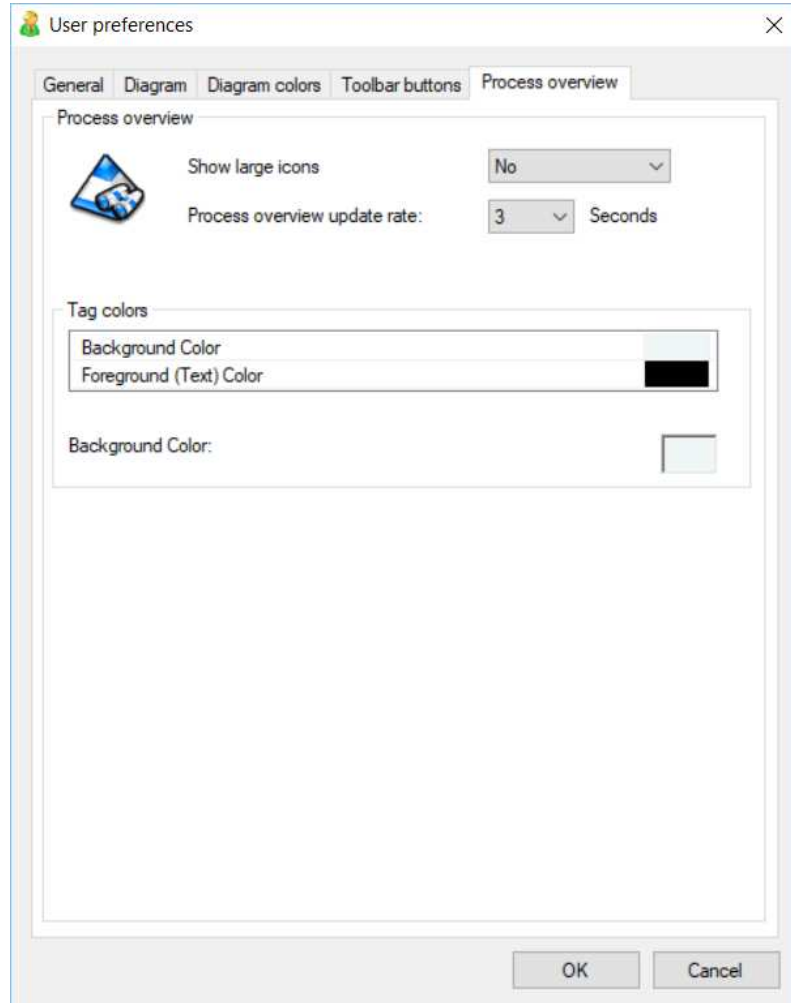 User preferences
General Diagram Diagram colors Toolbar buttons Process overview
Process overview
Show large icons No
Process overview update rate: 3 Seconds
Tag colors
Background Color
Foreground (Text) Color
Background Color:
OK Cancel